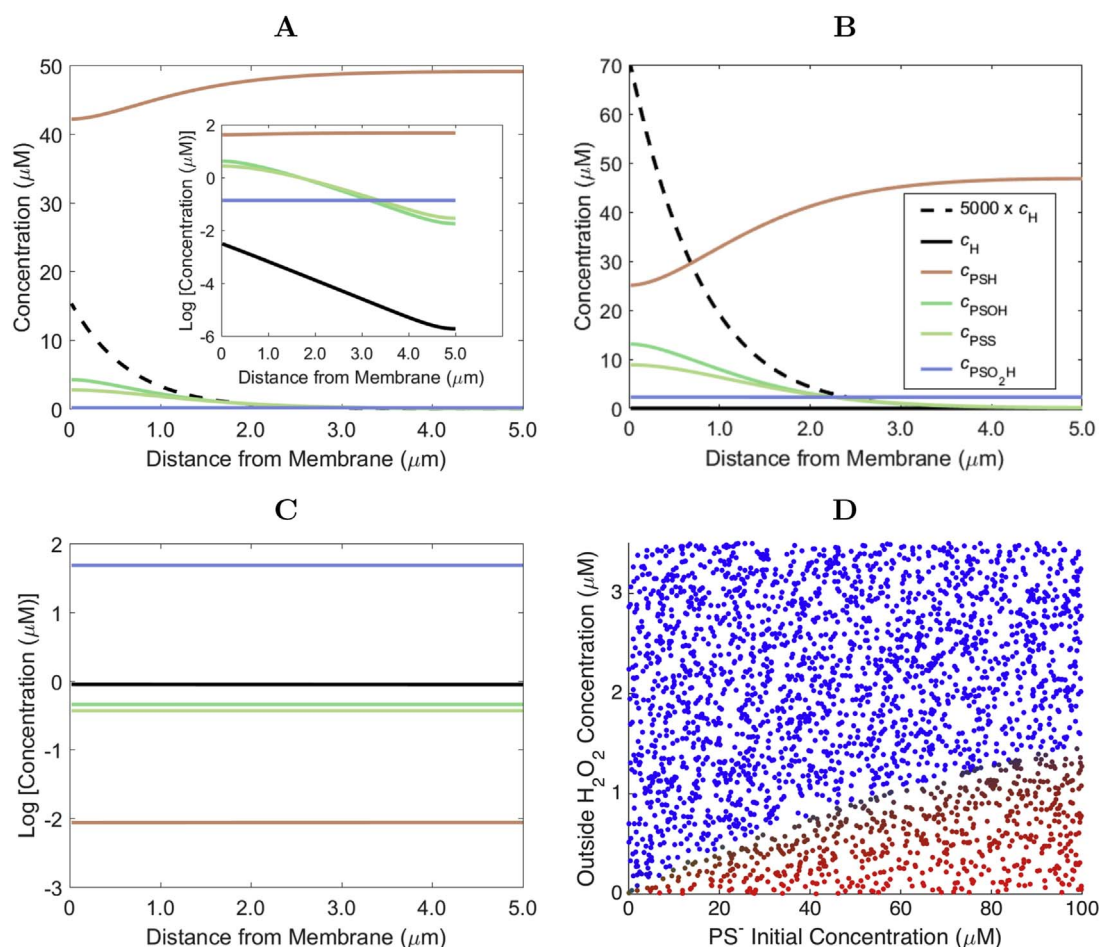 A
B
Concentration (μM)
50
40
30
20
10
0
0
1.0
2.0
3.0
4.0
5.0
Distance from Membrane (μm)
Log [Concentration (μM)]
2
0
-2
-4
-6
0
1.0
2.0
3.0
4.0
5.0
Distance from Membrane (μm)
Concentration (μM)
70
60
50
40
30
20
10
0
0
1.0
2.0
3.0
4.0
5.0
Distance from Membrane (μm)
5000 x c_H
c_H
c_PSH
c_PSOH
c_PSS
c_PSO₂H
C
D
Log [Concentration (μM)]
2
1
0
-1
-2
-3
0
1.0
2.0
3.0
4.0
5.0
Distance from Membrane (μm)
Outside H₂O₂ Concentration (μM)
3
2
1
0
0
20
40
60
80
100
PS⁻ Initial Concentration (μM)